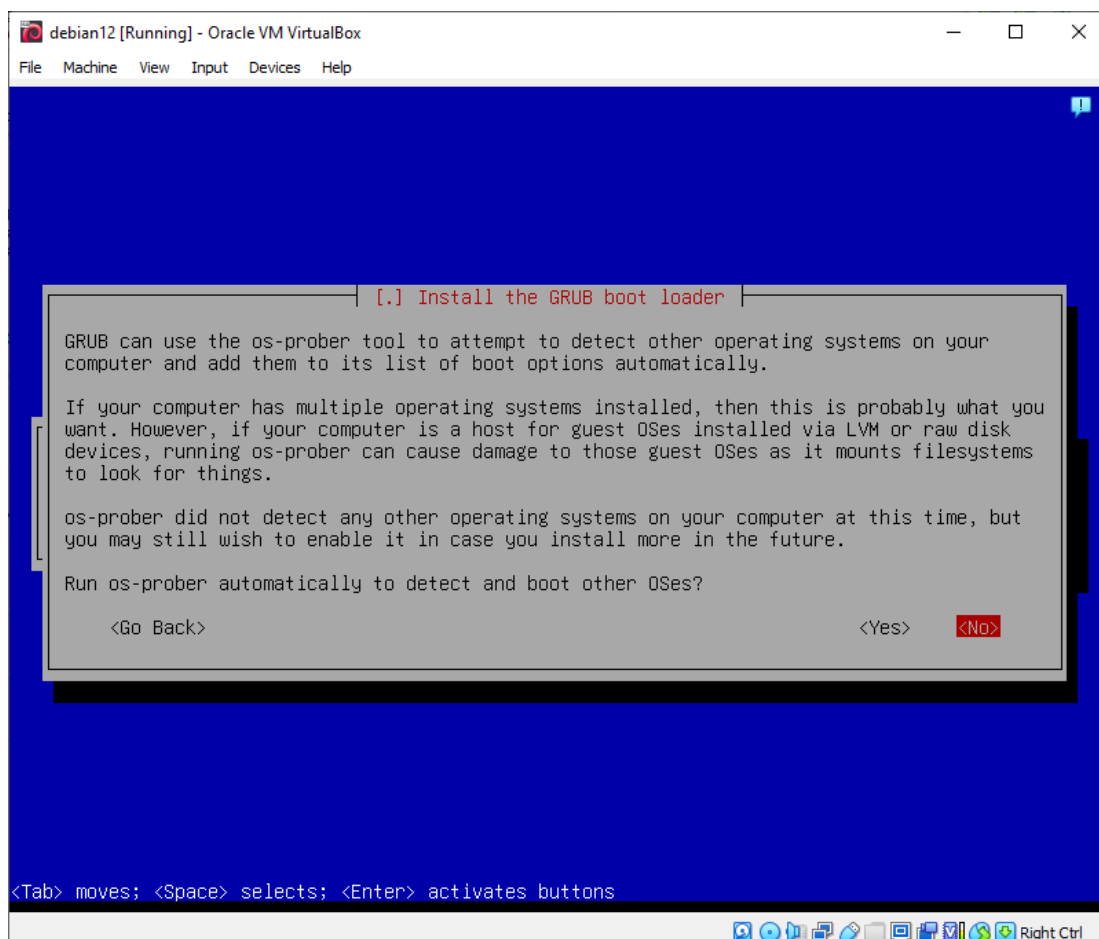 debian12 [Running] - Oracle VM VirtualBox
File Machine View Input Devices Help
[.] Install the GRUB boot loader
GRUB can use the os-prober tool to attempt to detect other operating systems on your
computer and add them to its list of boot options automatically.
If your computer has multiple operating systems installed, then this is probably what you
want. However, if your computer is a host for guest OSes installed via LVM or raw disk
devices, running os-prober can cause damage to those guest OSes as it mounts filesystems
to look for things.
os-prober did not detect any other operating systems on your computer at this time, but
you may still wish to enable it in case you install more in the future.
Run os-prober automatically to detect and boot other OSes?
<Go Back> <Yes> <No>
<Tab> moves; <Space> selects; <Enter> activates buttons
Right Ctrl